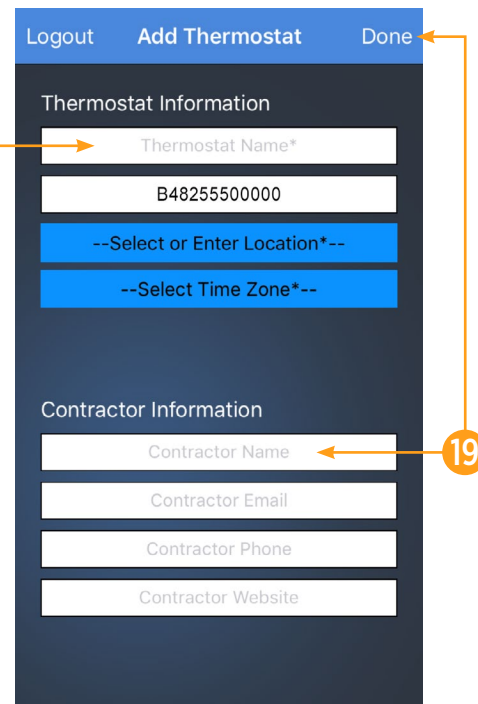 Logout Add Thermostat Done
Thermostat Information
Thermostat Name*
B48255500000
--Select or Enter Location*--
--Select Time Zone*--
Contractor Information
Contractor Name
19
Contractor Email
Contractor Phone
Contractor Website